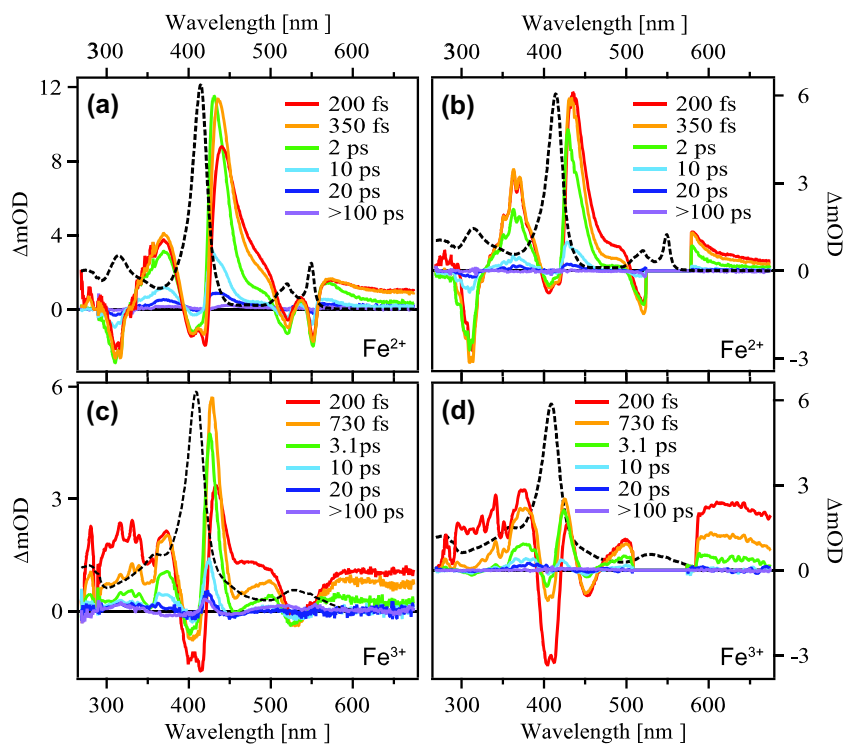 Wavelength [nm ]
Wavelength [nm ]
300 400 500 600
300 400 500 600
(a)
200 fs
350 fs
2 ps
10 ps
20 ps
>100 ps
Fe²⁺
12
8
4
0
ΔmOD
(b)
200 fs
350 fs
2 ps
10 ps
20 ps
>100 ps
Fe²⁺
6
3
0
-3
ΔmOD
(c)
200 fs
730 fs
3.1ps
10 ps
20 ps
>100 ps
Fe³⁺
6
3
0
ΔmOD
(d)
200 fs
730 fs
3.1 ps
10 ps
20 ps
>100 ps
Fe³⁺
6
3
0
-3
ΔmOD
300 400 500 600
300 400 500 600
Wavelength [nm]
Wavelength [nm]